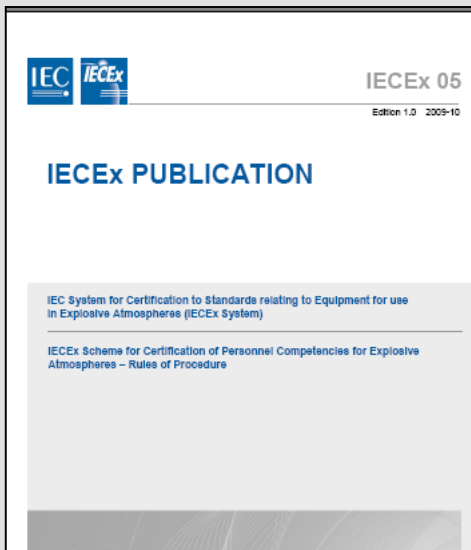 IEC IECEx
IECEx 05
Edition 1.0 2009-10
IECEx PUBLICATION
IEC System for Certification to Standards relating to Equipment for use
in Explosive Atmospheres (IECEx System)
IECEx Scheme for Certification of Personnel Competencies for Explosive
Atmospheres – Rules of Procedure